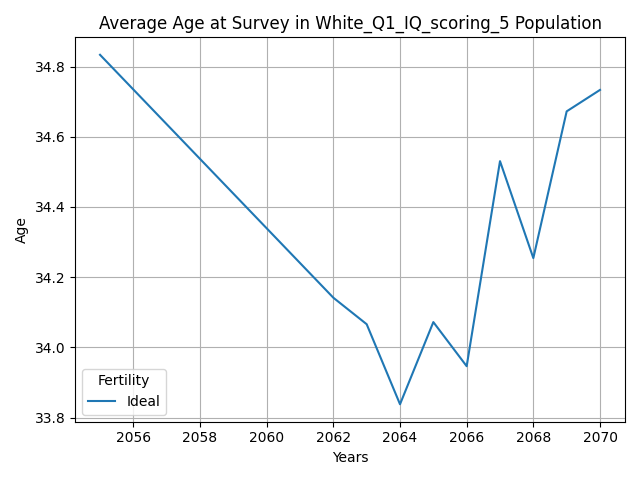 Average Age at Survey in White_Q1_IQ_scoring_5 Population
34.8
34.6
34.4
34.2
34.0
33.8
Age
Fertility
Ideal
2056 2058 2060 2062 2064 2066 2068 2070
Years